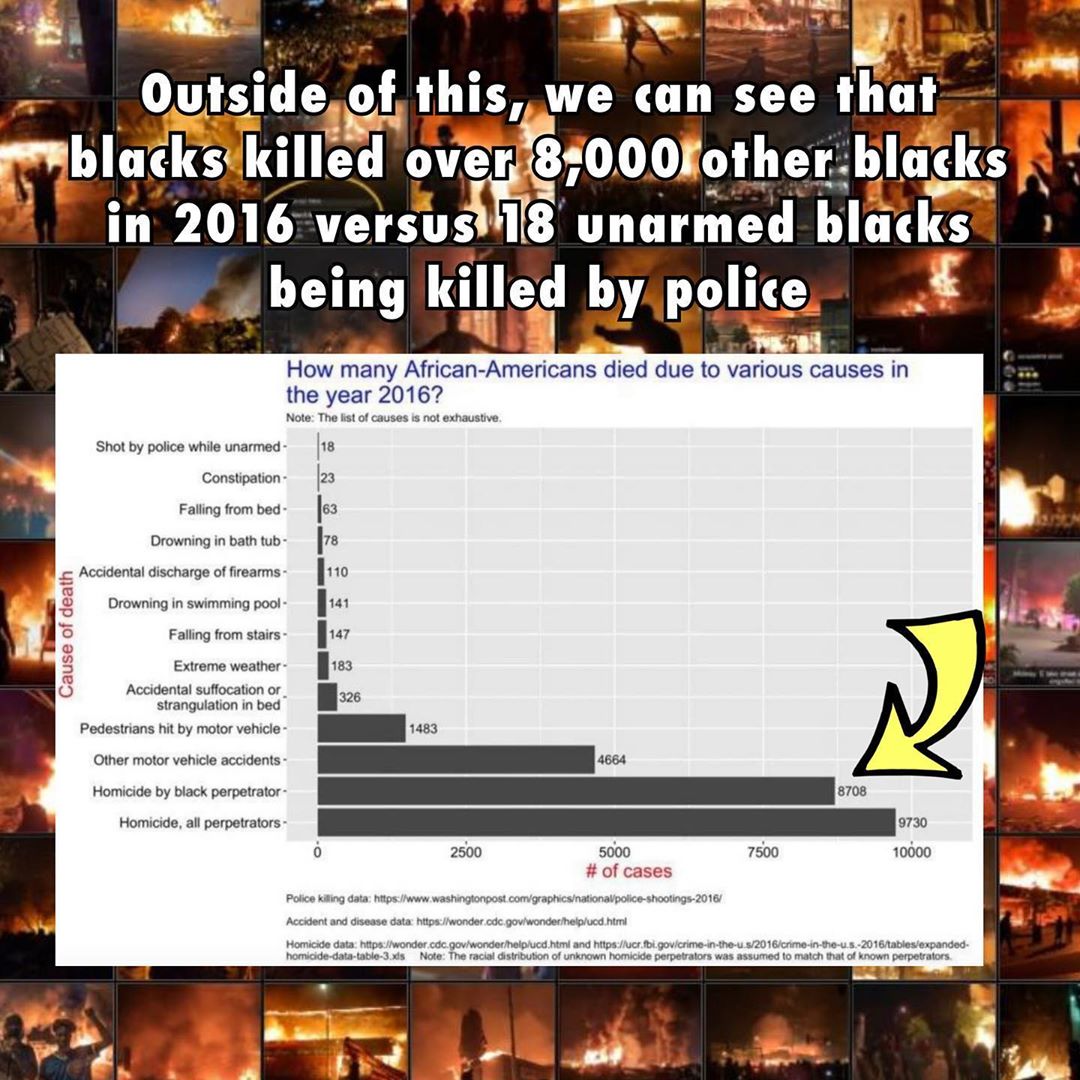 Outside of this, we can see that
blacks killed over 8,000 other blacks
in 2016 versus 18 unarmed blacks
being killed by police
How many African-Americans died due to various causes in
the year 2016?
Note: The list of causes is not exhaustive.
Cause of death
Shot by police while unarmed 18
Constipation 23
Falling from bed 63
Drowning in bath tub 78
Accidental discharge of firearms 110
Drowning in swimming pool 141
Falling from stairs 147
Extreme weather 183
Accidental suffocation or
strangulation in bed 326
Pedestrians hit by motor vehicle 1483
Other motor vehicle accidents 4664
Homicide by black perpetrator 8708
Homicide, all perpetrators 9730
0 2500 5000 7500 10000
# of cases
Police killing data: https://www.washingtonpost.com/graphics/national/police-shootings-2016/
Accident and disease data: https://wonder.cdc.gov/wonder/help/ucd.html
Homicide data: https://wonder.cdc.gov/wonder/help/ucd.html and https://ucr.fbi.gov/crime-in-the-u.s/2016/crime-in-the-u.s.-2016/tables/expanded-
homicide-data-table-3.xls Note: The racial distribution of unknown homicide perpetrators was assumed to match that of known perpetrators.